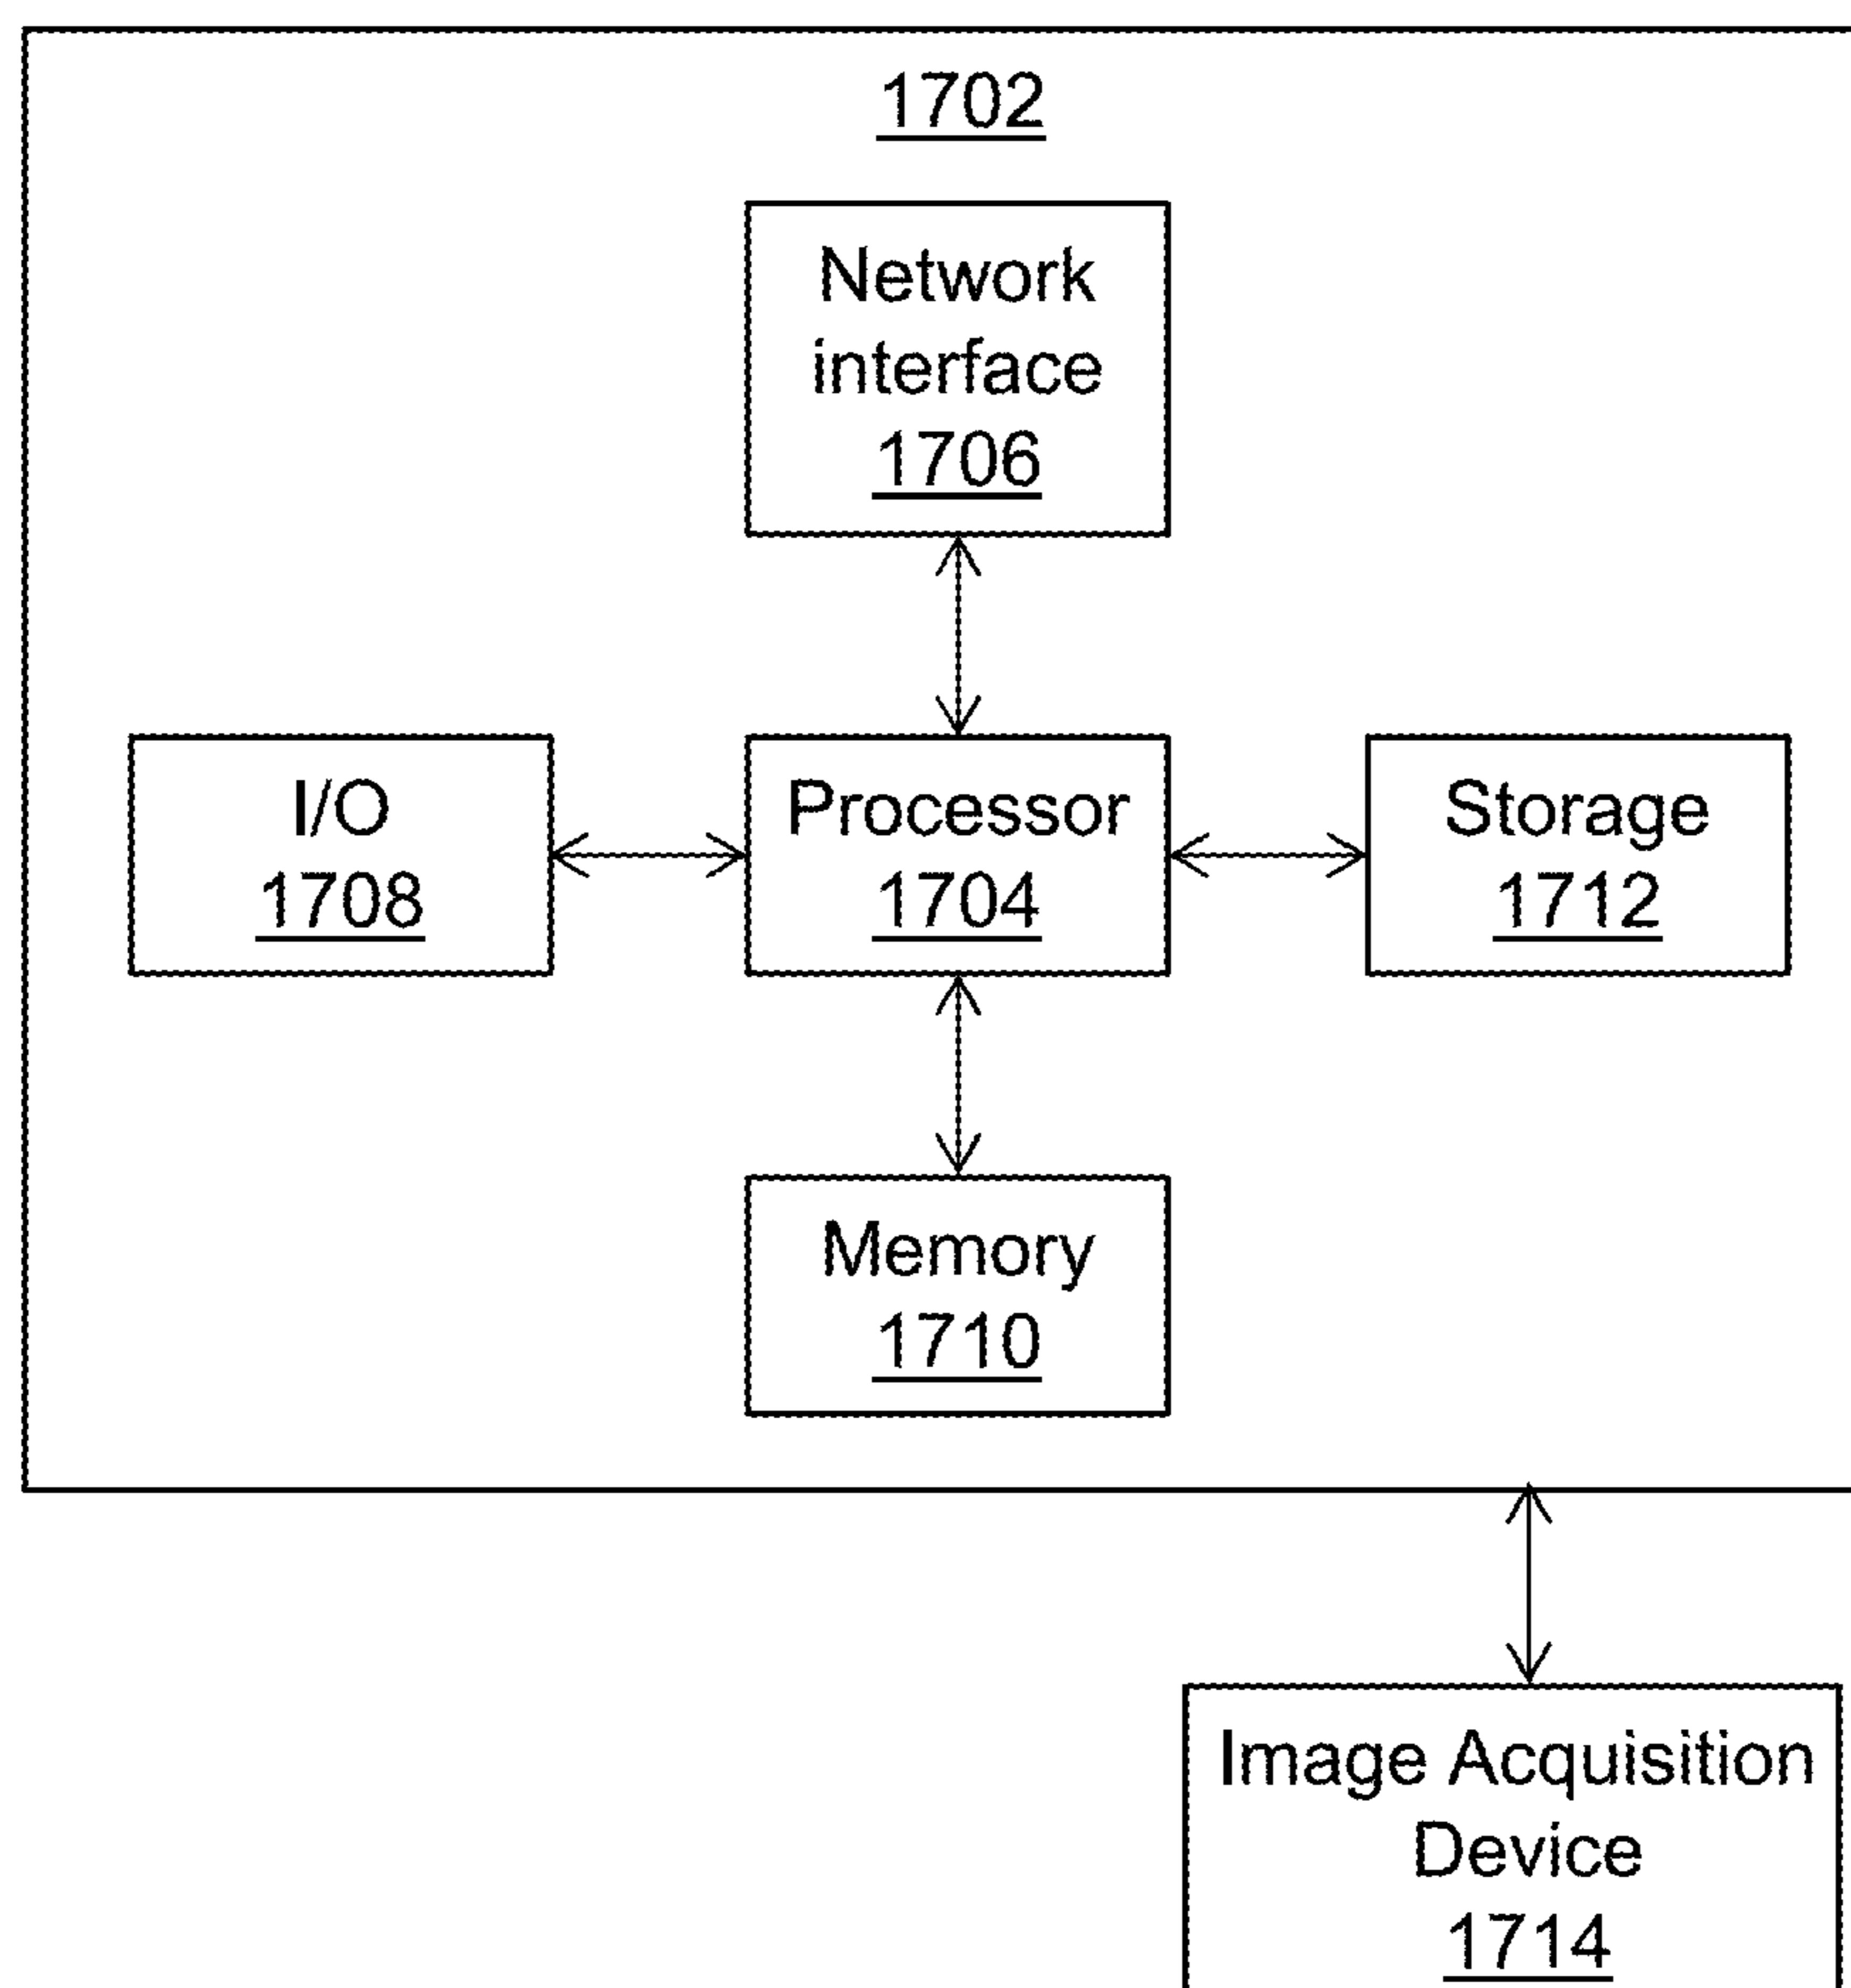 1702
Network
interface
1706
I/O
1708
Processor
1704
Storage
1712
Memory
1710
Image Acquisition
Device
1714